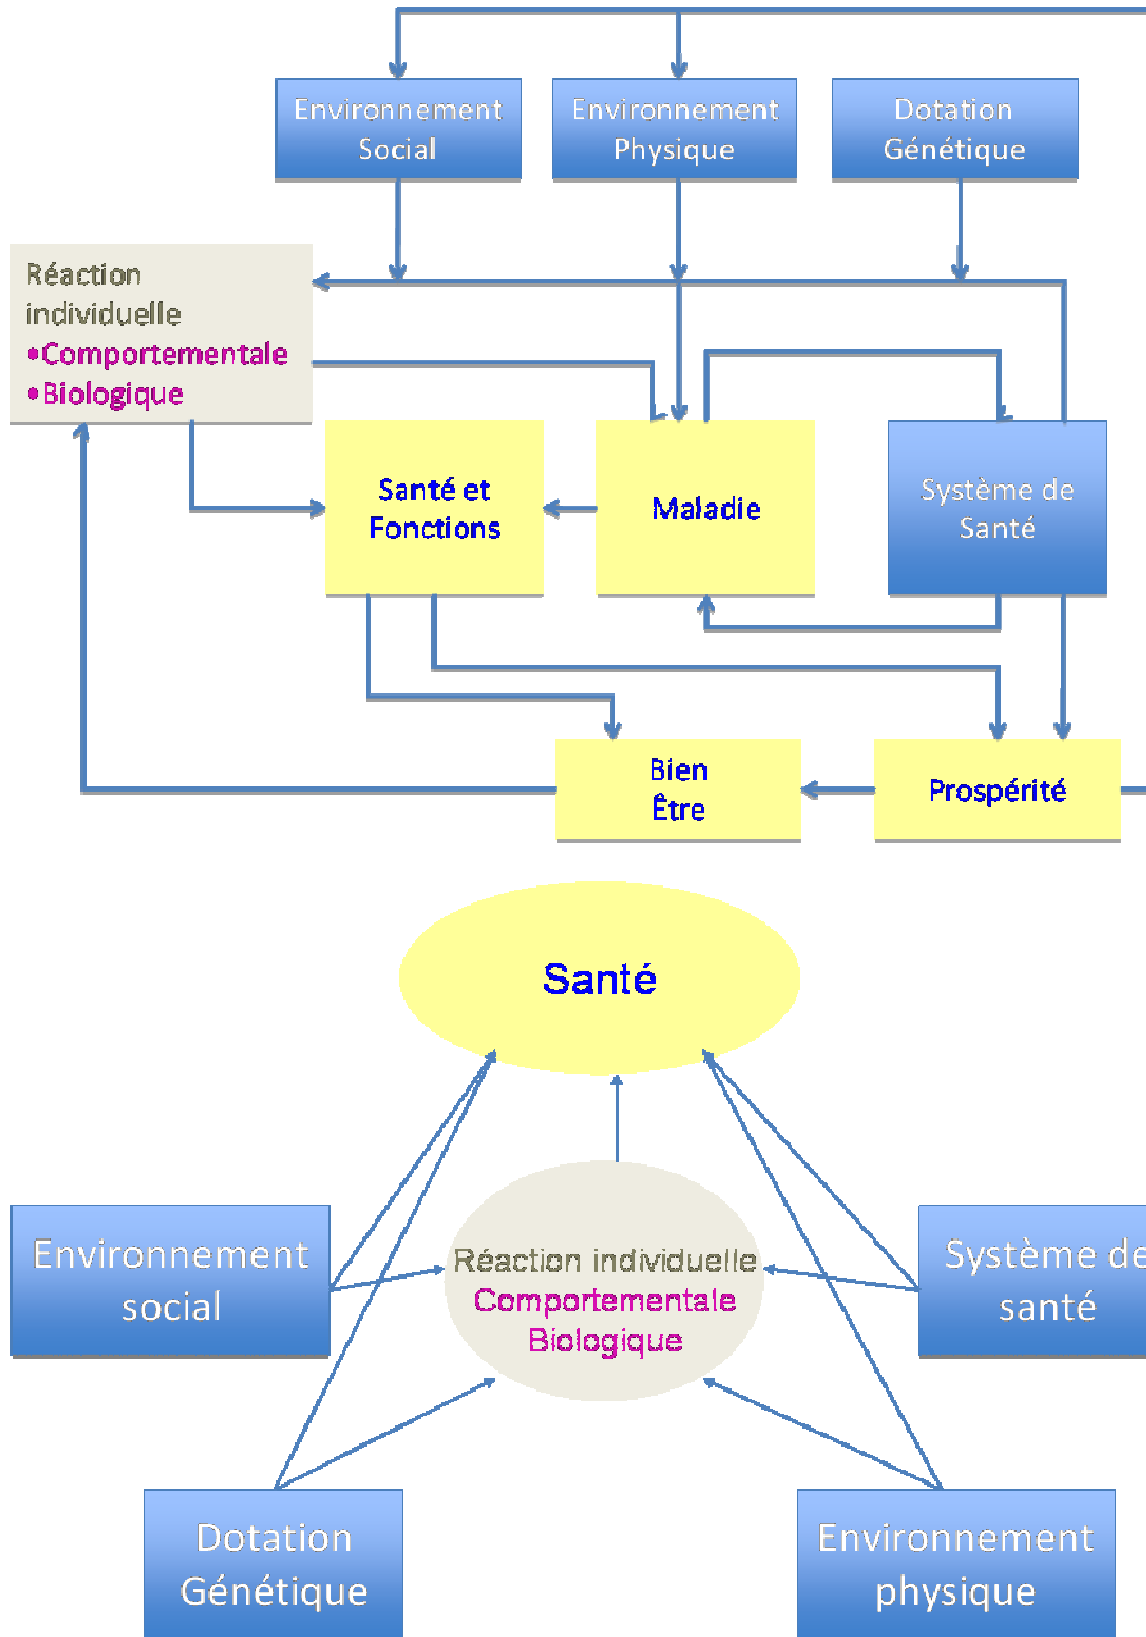 Environnement
Social
Environnement
Physique
Dotation
Génétique
Réaction
individuelle
•Comportementale
•Biologique
Santé et
Fonctions
Maladie
Système de
Santé
Bien
Être
Prospérité
Santé
Environnement
social
Réaction individuelle
Comportementale
Biologique
Système de
santé
Dotation
Génétique
Environnement
physique